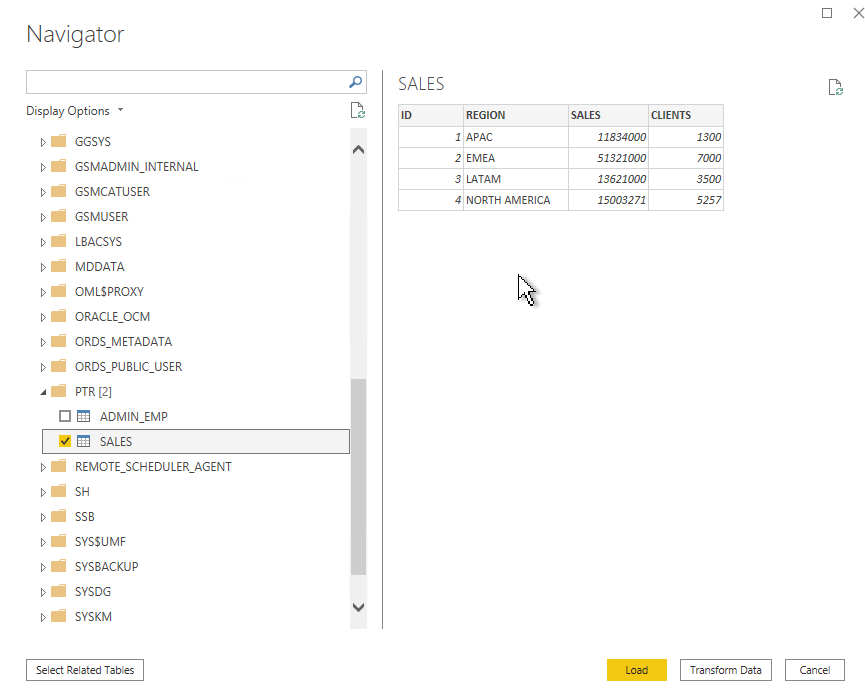 Navigator
Display Options
GGSYS
GSMADMIN_INTERNAL
GSMCATUSER
GSMUSER
LBACSYS
MDDATA
OML$PROXY
ORACLE_OCM
ORDS_METADATA
ORDS_PUBLIC_USER
PTR [2]
ADMIN_EMP
SALES
REMOTE_SCHEDULER_AGENT
SH
SSB
SYS$UMF
SYSBACKUP
SYSDG
SYSKM
SALES
ID REGION SALES CLIENTS
1 APAC 11834000 1300
2 EMEA 51321000 7000
3 LATAM 13621000 3500
4 NORTH AMERICA 15003271 5257
Select Related Tables Load Transform Data Cancel